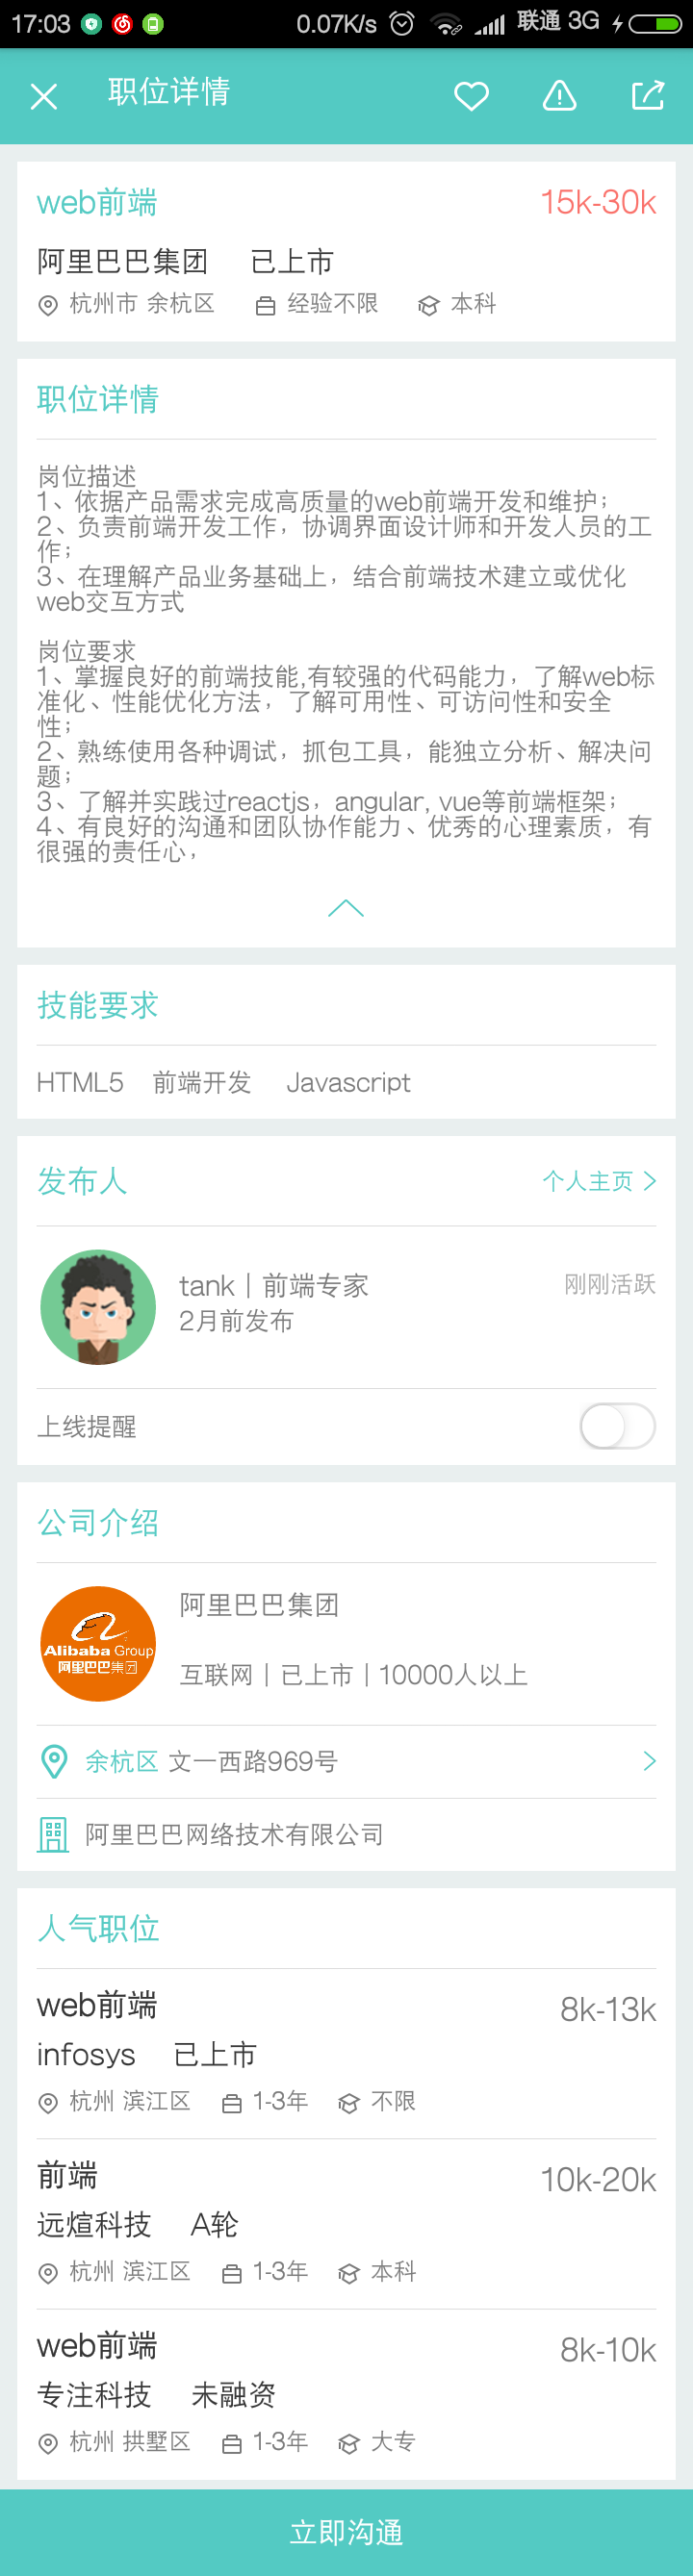 17:03 0.07K/s 联通 3G
职位详情
web前端 15k-30k
阿里巴巴集团 已上市
杭州市 余杭区 经验不限 本科
职位详情
岗位描述
1、依据产品需求完成高质量的web前端开发和维护；
2、负责前端开发工作，协调界面设计师和开发人员的工
作；
3、在理解产品业务基础上，结合前端技术建立或优化
web交互方式
岗位要求
1、掌握良好的前端技能,有较强的代码能力，了解web标
准化、性能优化方法，了解可用性、可访问性和安全
性；
2、熟练使用各种调试，抓包工具，能独立分析、解决问
题；
3、了解并实践过reactjs，angular, vue等前端框架；
4、有良好的沟通和团队协作能力、优秀的心理素质，有
很强的责任心，
技能要求
HTML5 前端开发 Javascript
发布人 个人主页
tank | 前端专家 刚刚活跃
2月前发布
上线提醒
公司介绍
阿里巴巴集团
Alibaba Group
阿里巴巴集团
互联网 | 已上市 | 10000人以上
余杭区 文一西路969号
阿里巴巴网络技术有限公司
人气职位
web前端 8k-13k
infosys 已上市
杭州 滨江区 1-3年 不限
前端 10k-20k
远煊科技 A轮
杭州 滨江区 1-3年 本科
web前端 8k-10k
专注科技 未融资
杭州 拱墅区 1-3年 大专
立即沟通